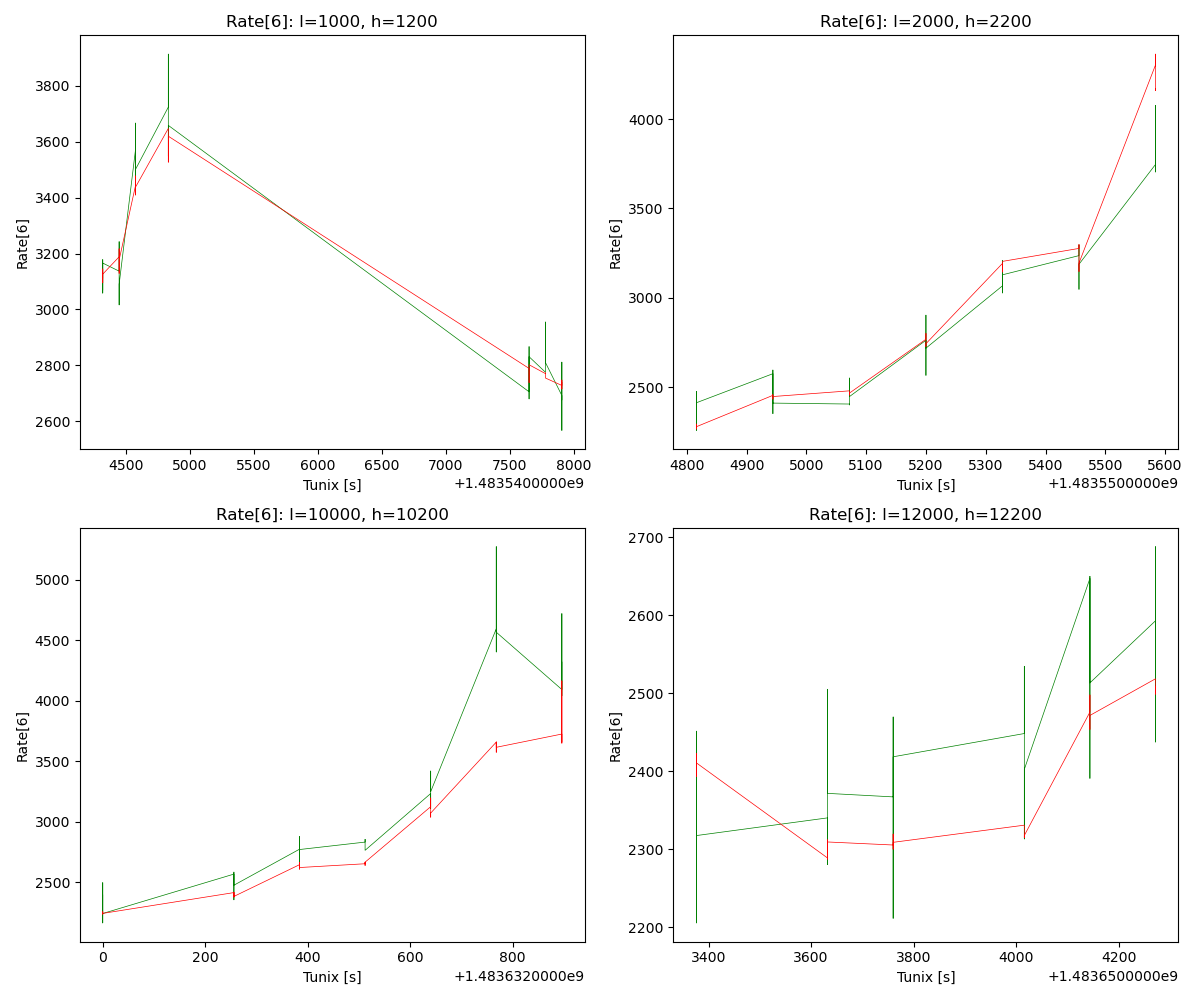 Rate[6]: l=1000, h=1200
Rate[6]
3800
3600
3400
3200
3000
2800
2600
4500 5000 5500 6000 6500 7000 7500 8000
Tunix [s]
+1.4835400000e9
Rate[6]: l=2000, h=2200
Rate[6]
4000
3500
3000
2500
4800 4900 5000 5100 5200 5300 5400 5500 5600
Tunix [s]
+1.4835500000e9
Rate[6]: l=10000, h=10200
Rate[6]
5000
4500
4000
3500
3000
2500
0 200 400 600 800
Tunix [s]
+1.4836320000e9
Rate[6]: l=12000, h=12200
Rate[6]
2700
2600
2500
2400
2300
2200
3400 3600 3800 4000 4200
Tunix [s]
+1.4836500000e9